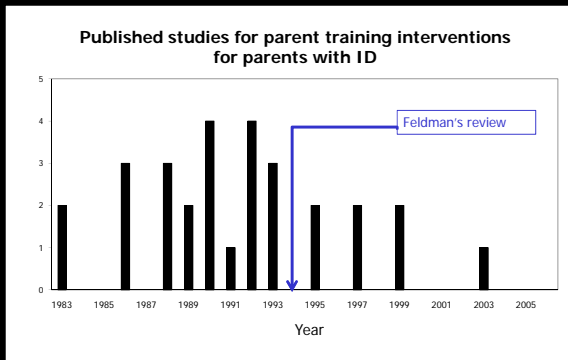 Published studies for parent training interventions
for parents with ID
5
4
3
2
1
0
Feldman's review
1983 1985 1987 1989 1991 1993 1995 1997 1999 2001 2003 2005
Year